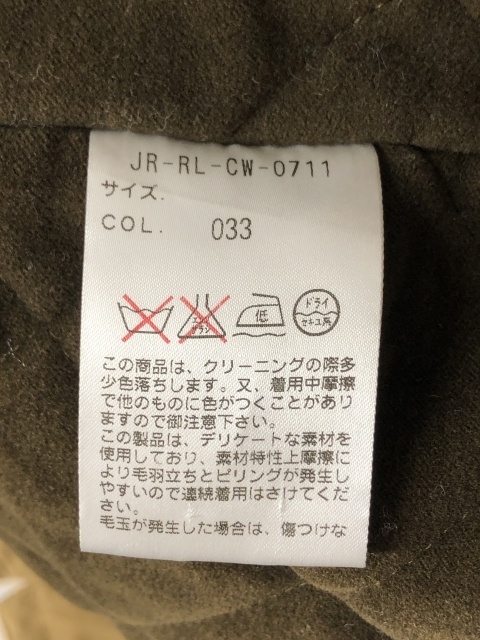 JR-RL-CW-0711
サイズ.
COL. 033
エンソ サラシ
低
ドライ
セキユ系
この商品は、クリーニングの際多
少色落ちします。又、着用中摩擦
で他のものに色がつくことがあり
ますので御注意下さい。
この製品は、デリケートな素材を
使用しており、素材特性上摩擦に
より毛羽立ちとピリングが発生し
やすいので連続着用はさけてくだ
さい。
毛玉が発生した場合は、傷つけな